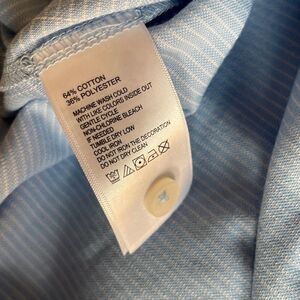 64% COTTON
36% POLYESTER
MACHINE WASH COLD
WITH LIKE COLORS INSIDE OUT
GENTLE CYCLE
NON-CHLORINE BLEACH
IF NEEDED
TUMBLE DRY LOW
COOL IRON
DO NOT IRON THE DECORATION
DO NOT DRY CLEAN